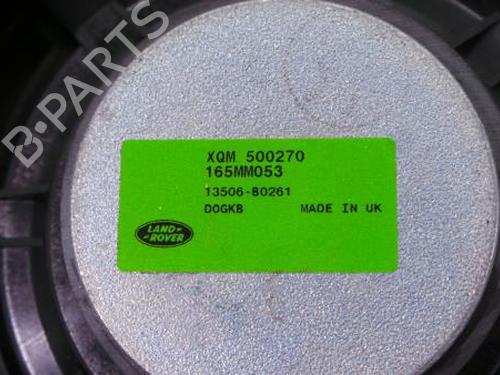 B-PARTS
XQM 500270
165MM053
13506-B0261
DOGKB MADE IN UK
LAND-
-ROVER